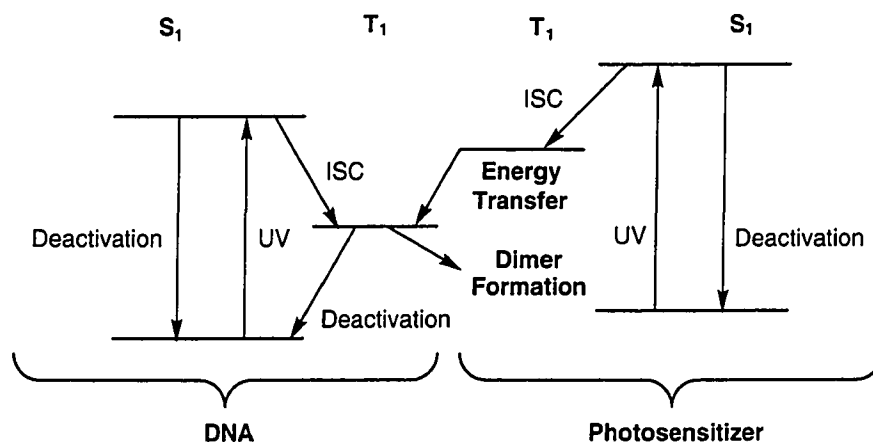 S1 T1 T1 S1
ISC
ISC
Energy
Transfer
Deactivation UV UV Deactivation
Dimer
Formation
Deactivation
DNA Photosensitizer